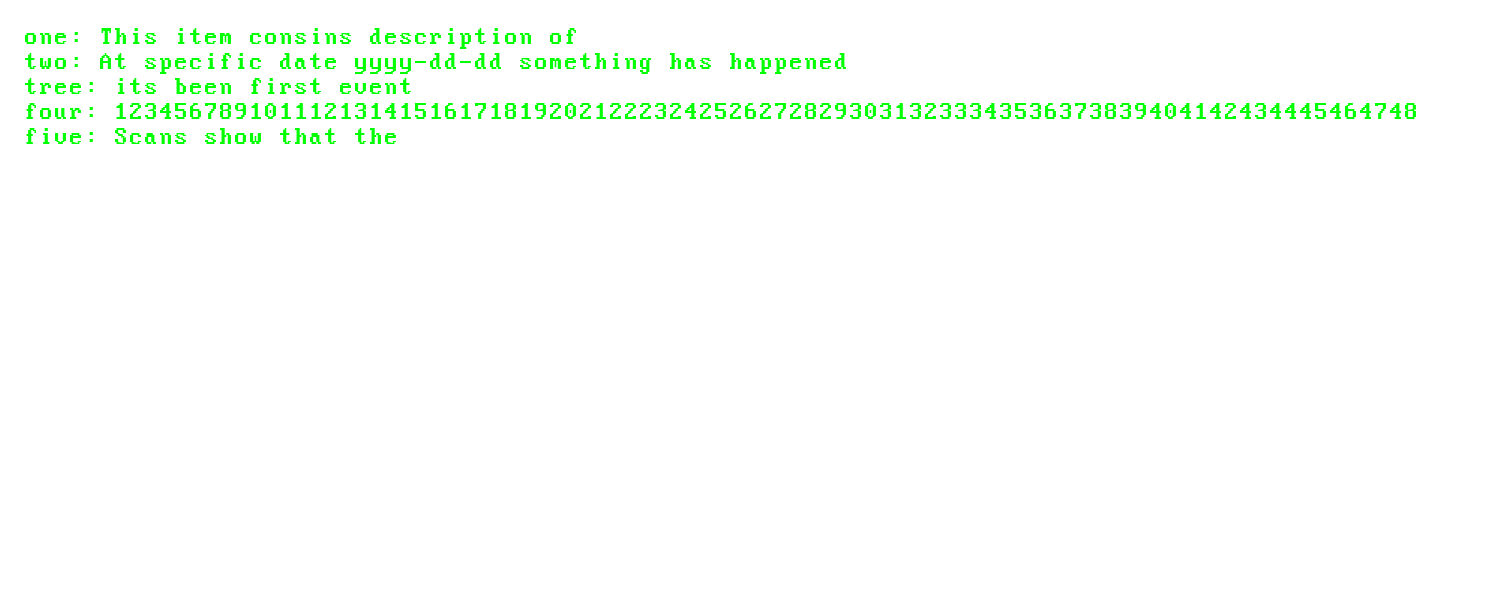 one: This item consins description of
two: At specific date yyyy-dd-dd something has happened
tree: its been first event
four: 123456789101112131415161718192021222324252627282930313233343536373839404142434445464748
five: Scans show that the